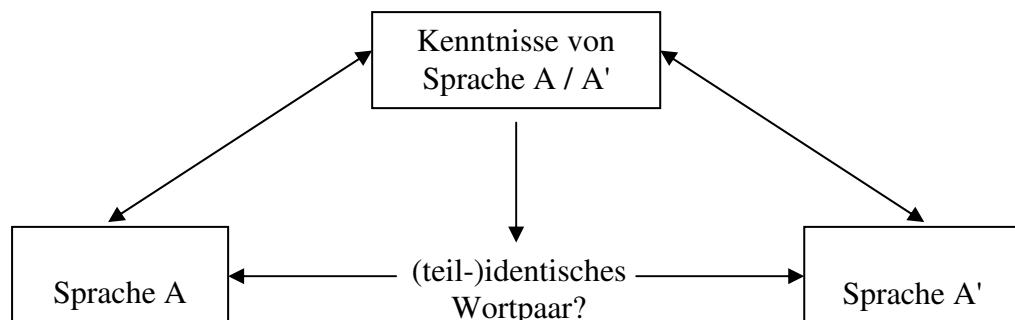 Kenntnisse von
Sprache A / A'
(teil-)identisches
Wortpaar?
Sprache A
Sprache A'